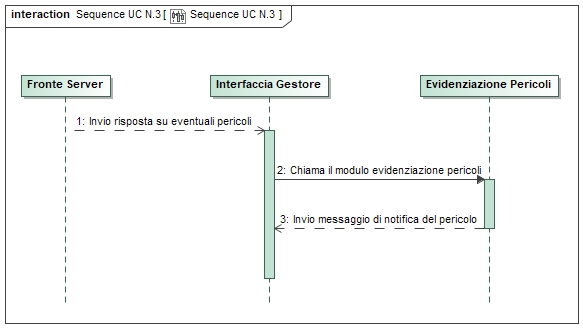 interaction Sequence UC N.3 [ Sequence UC N.3 ]
Fronte Server
Interfaccia Gestore
Evidenziazione Pericoli
1: Invio risposta su eventuali pericoli
2: Chiama il modulo evidenziazione pericoli
3: Invio messaggio di notifica del pericolo